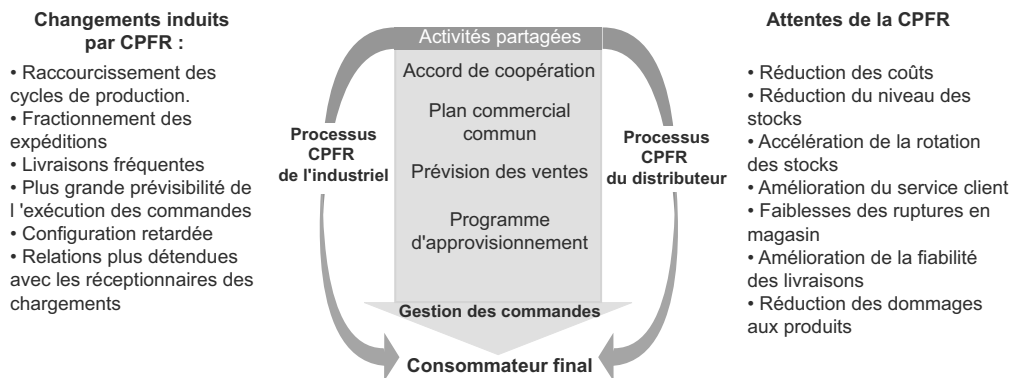 Changements induits
par CPFR :
• Raccourcissement des
cycles de production.
• Fractionnement des
expéditions
• Livraisons fréquentes
• Plus grande prévisibilité de
l 'exécution des commandes
• Configuration retardée
• Relations plus détendues
avec les réceptionnaires des
chargements
Activités partagées
Accord de coopération
Plan commercial
commun
Prévision des ventes
Programme
d'approvisionnement
Gestion des commandes
Consommateur final
Processus
CPFR
de l'industriel
Processus
CPFR
du distributeur
Attentes de la CPFR
• Réduction des coûts
• Réduction du niveau des
stocks
• Accélération de la rotation
des stocks
• Amélioration du service client
• Faiblesses des ruptures en
magasin
• Amélioration de la fiabilité
des livraisons
• Réduction des dommages
aux produits